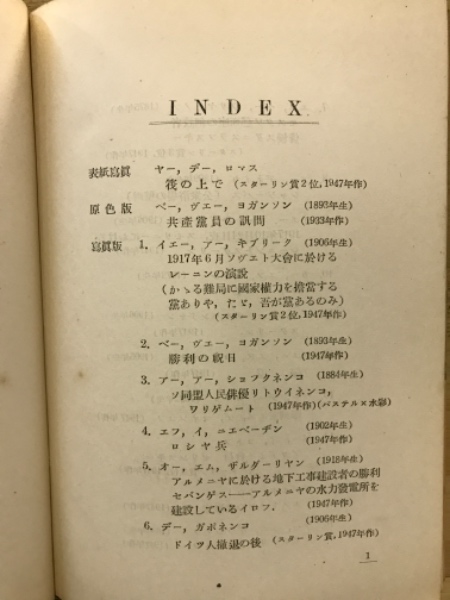 INDEX
表紙寫眞 ヤー，デー，ロマス
筏の上で (スターリン賞2位，1947年作)
原色版 ベー，ヴエー，ヨガンソン (1893年生)
共產黨員の訊問 (1933年作)
寫眞版 1. イエー，アー，キブリーク (1906年生)
1917年6月ソヴエト大會に於ける
レーニンの演說
(かゝる難局に國家權力を擔當する
黨ありや，たゞ，吾が黨あるのみ)
(スターリン賞2位，1947年作)
2. ベー，ヴエー，ヨガンソン (1893年生)
勝利の祝日 (1947年作)
3. アー，アー，ショフクネンコ (1884年生)
ソ同盟人民俳優リトウイネンコ，
ワリゲムート (1947年作)(パステル×水彩)
4. エフ，イ，ニエベーヂン (1902年生)
ロシヤ兵 (1947年作)
5. オー，エム，ザルダーリヤン (1918年生)
アルメニヤに於ける地下工事建設者の勝利
セバンゲス──アルメニヤの水力發電所を
建設しているイロフ． (1947年作)
6. デー，ガポネンコ (1906年生)
ドイツ人撤退の後 (スターリン賞，1947年作)
1